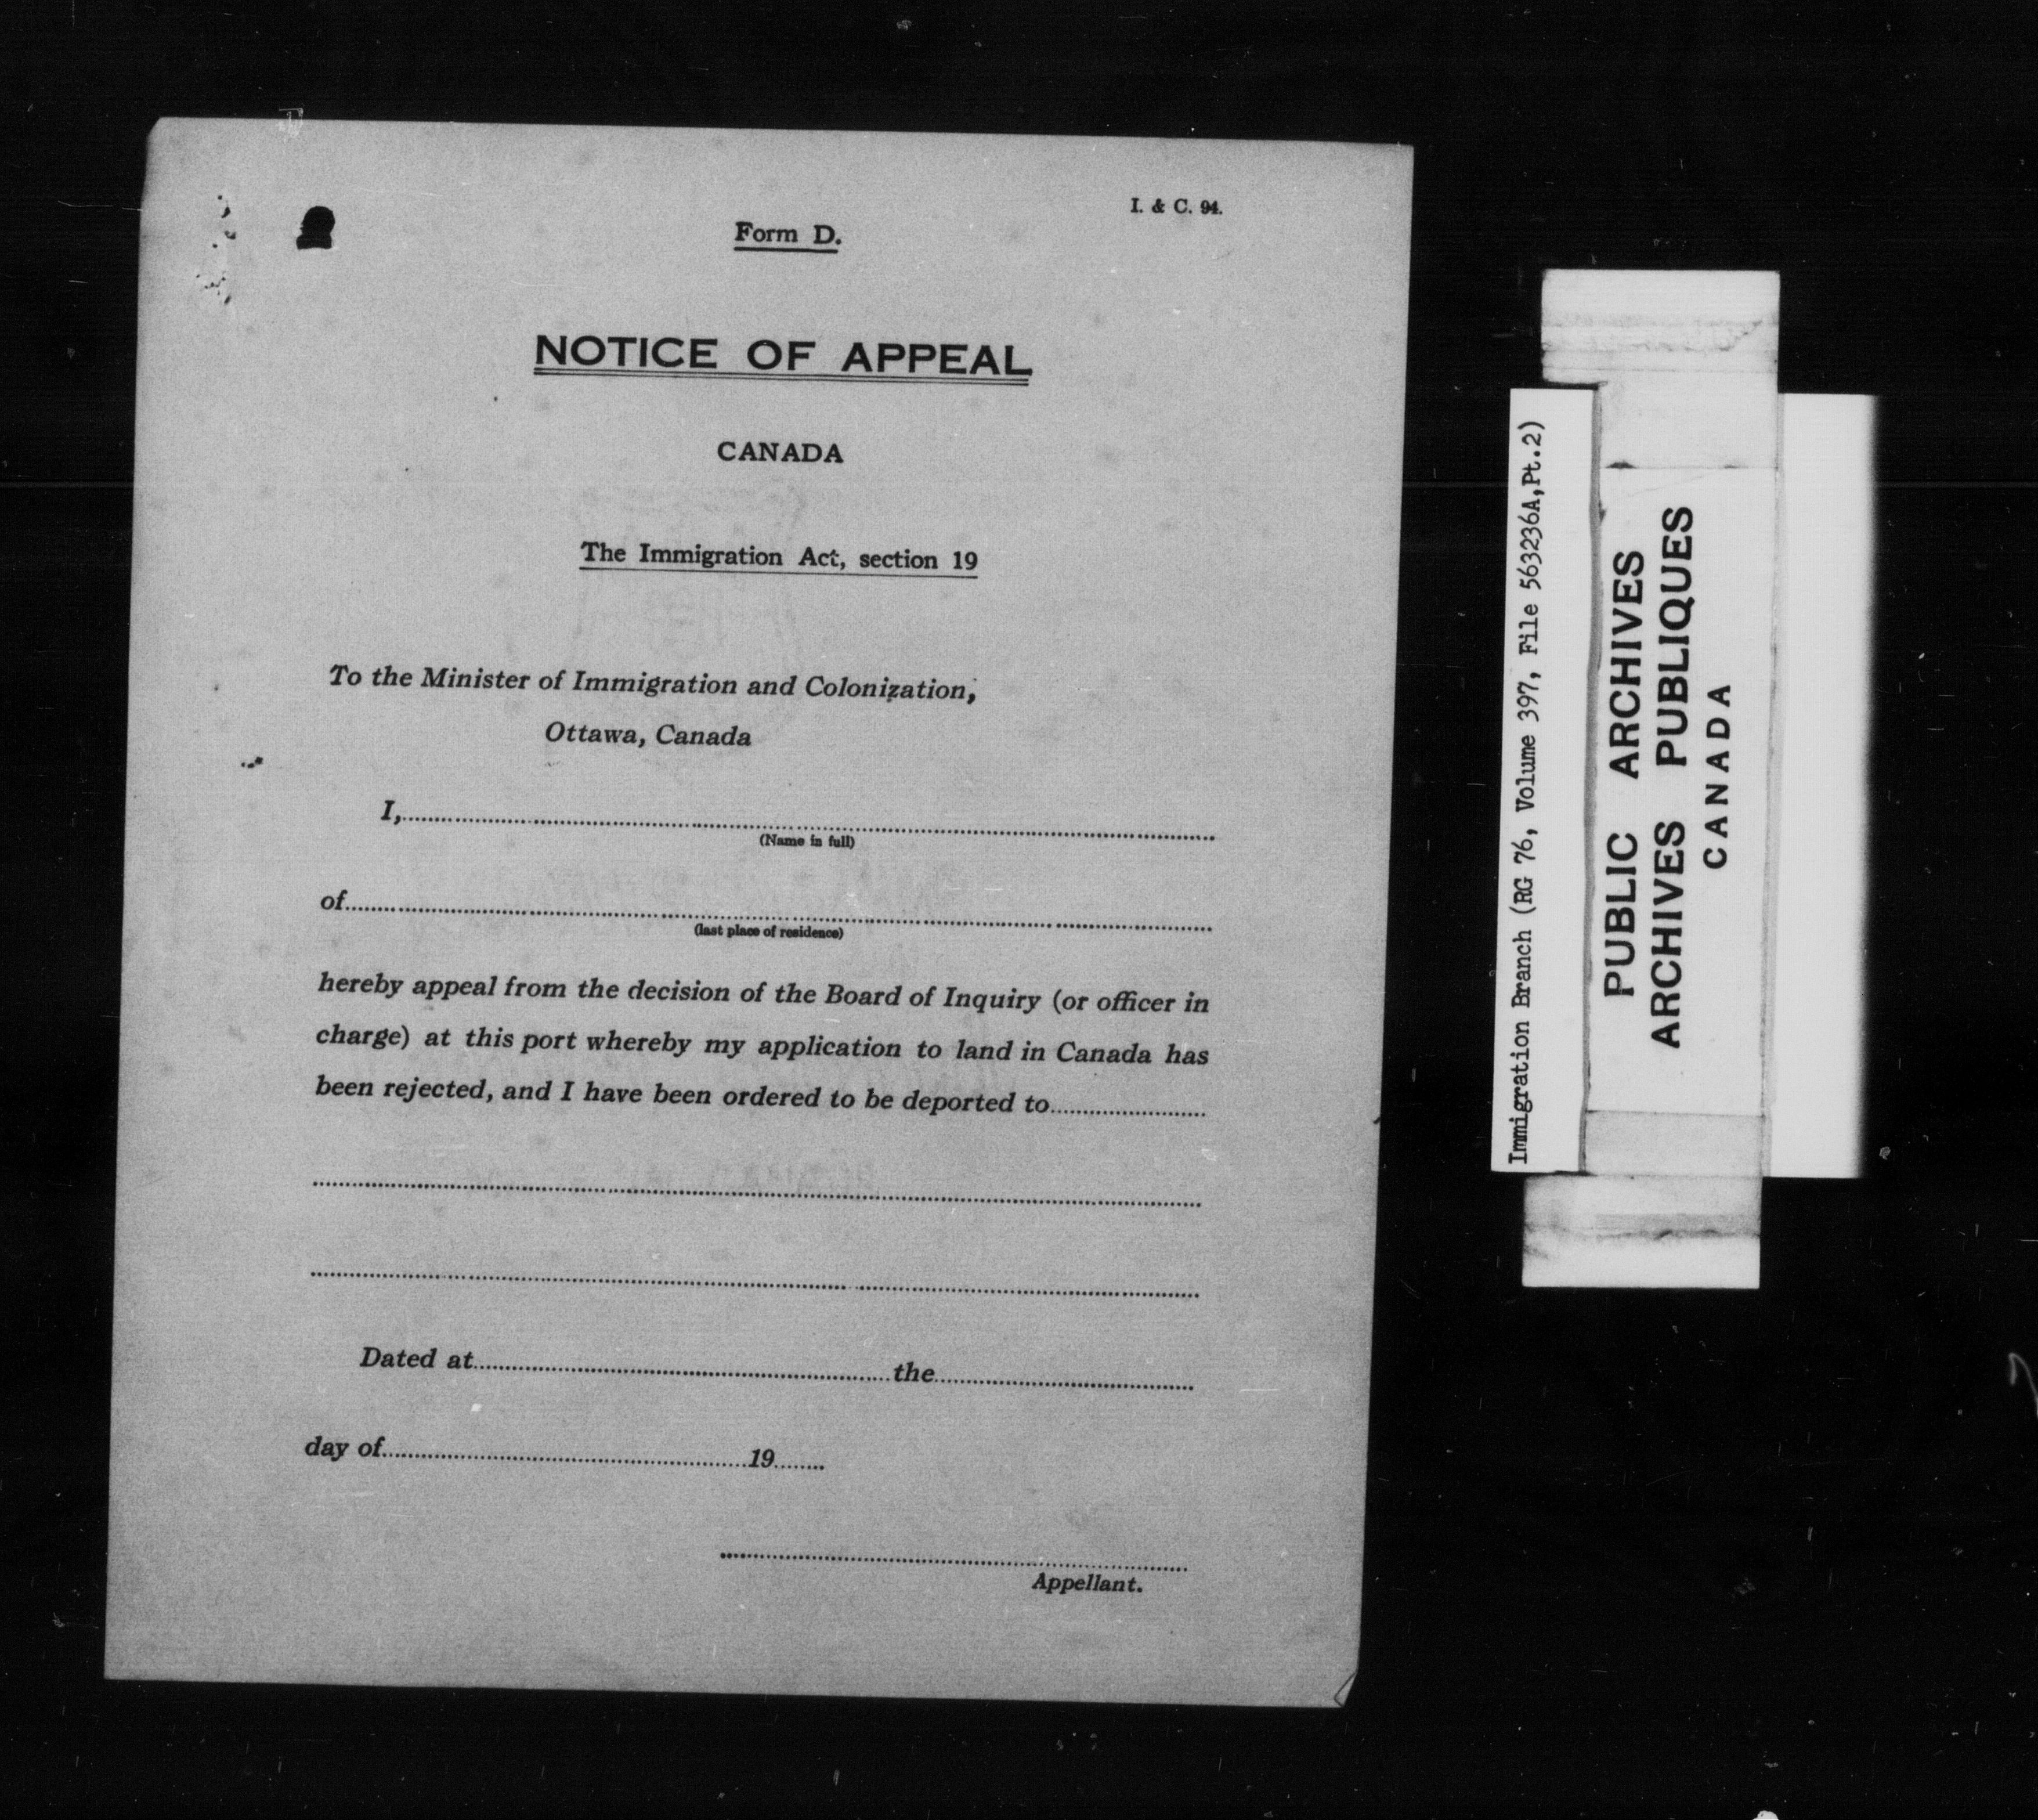 I. & C. 94.
Form D.
NOTICE OF APPEAL
CANADA
The Immigration Act, section 19
To the Minister of Immigration and Colonization,
Ottawa, Canada
I,
(Name in full)
of
(last place of residence)
hereby appeal from the decision of the Board of Inquiry (or officer in
charge) at this port whereby my application to land in Canada has
been rejected, and I have been ordered to be deported to
Dated at the
day of 19
Appellant.
Immigration Branch (RG 76, Volume 397, File 563236A,Pt.2)
PUBLIC ARCHIVES
ARCHIVES PUBLIQUES
CANADA